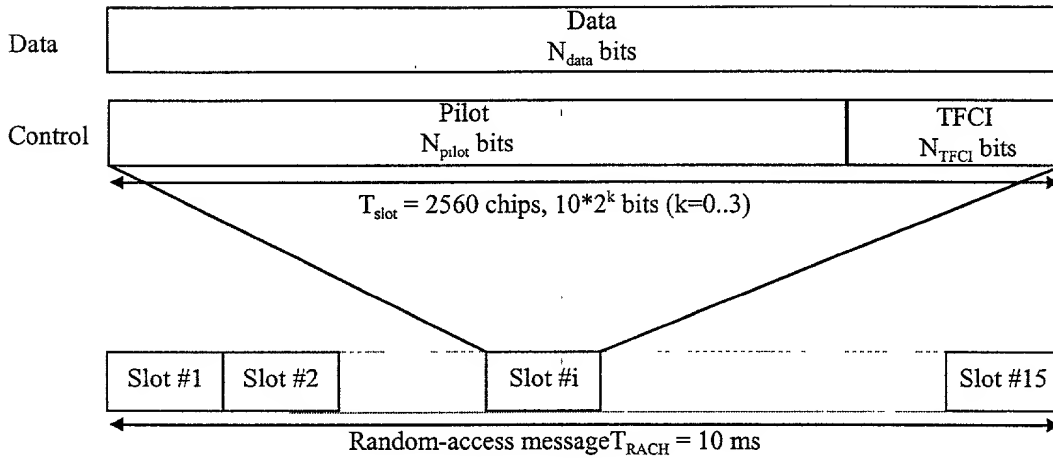 Data
Data
N_data bits
Control
Pilot
N_pilot bits
TFCI
N_TFCI bits
T_slot = 2560 chips, 10*2^k bits (k=0..3)
Slot #1
Slot #2
Slot #i
Slot #15
Random-access messageT_RACH = 10 ms